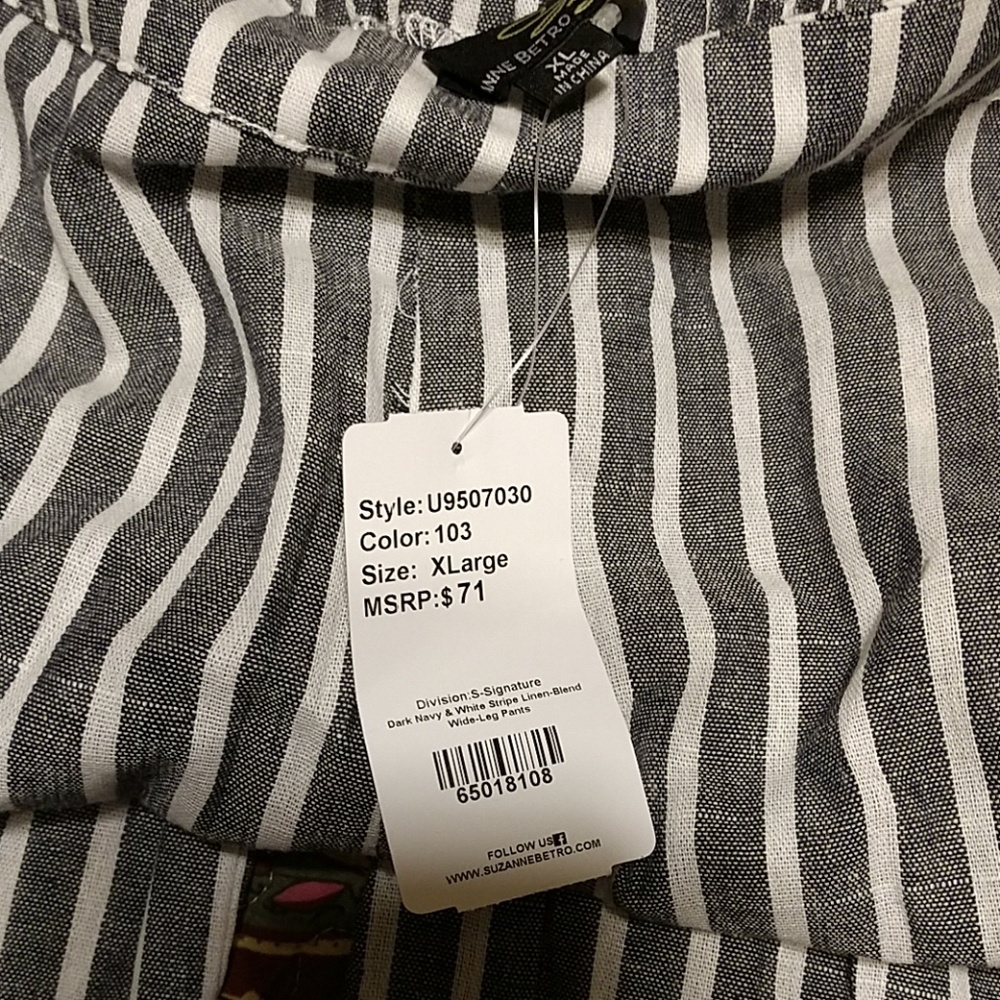 BETRO
XL
MADE
IN CHINA
Style: U9507030
Color: 103
Size: XLarge
MSRP:$ 71
Division:S-Signature
Dark Navy & White Stripe Linen-Blend
Wide-Leg Pants
65018108
FOLLOW US
WWW.SUZANNEBETRO.COM